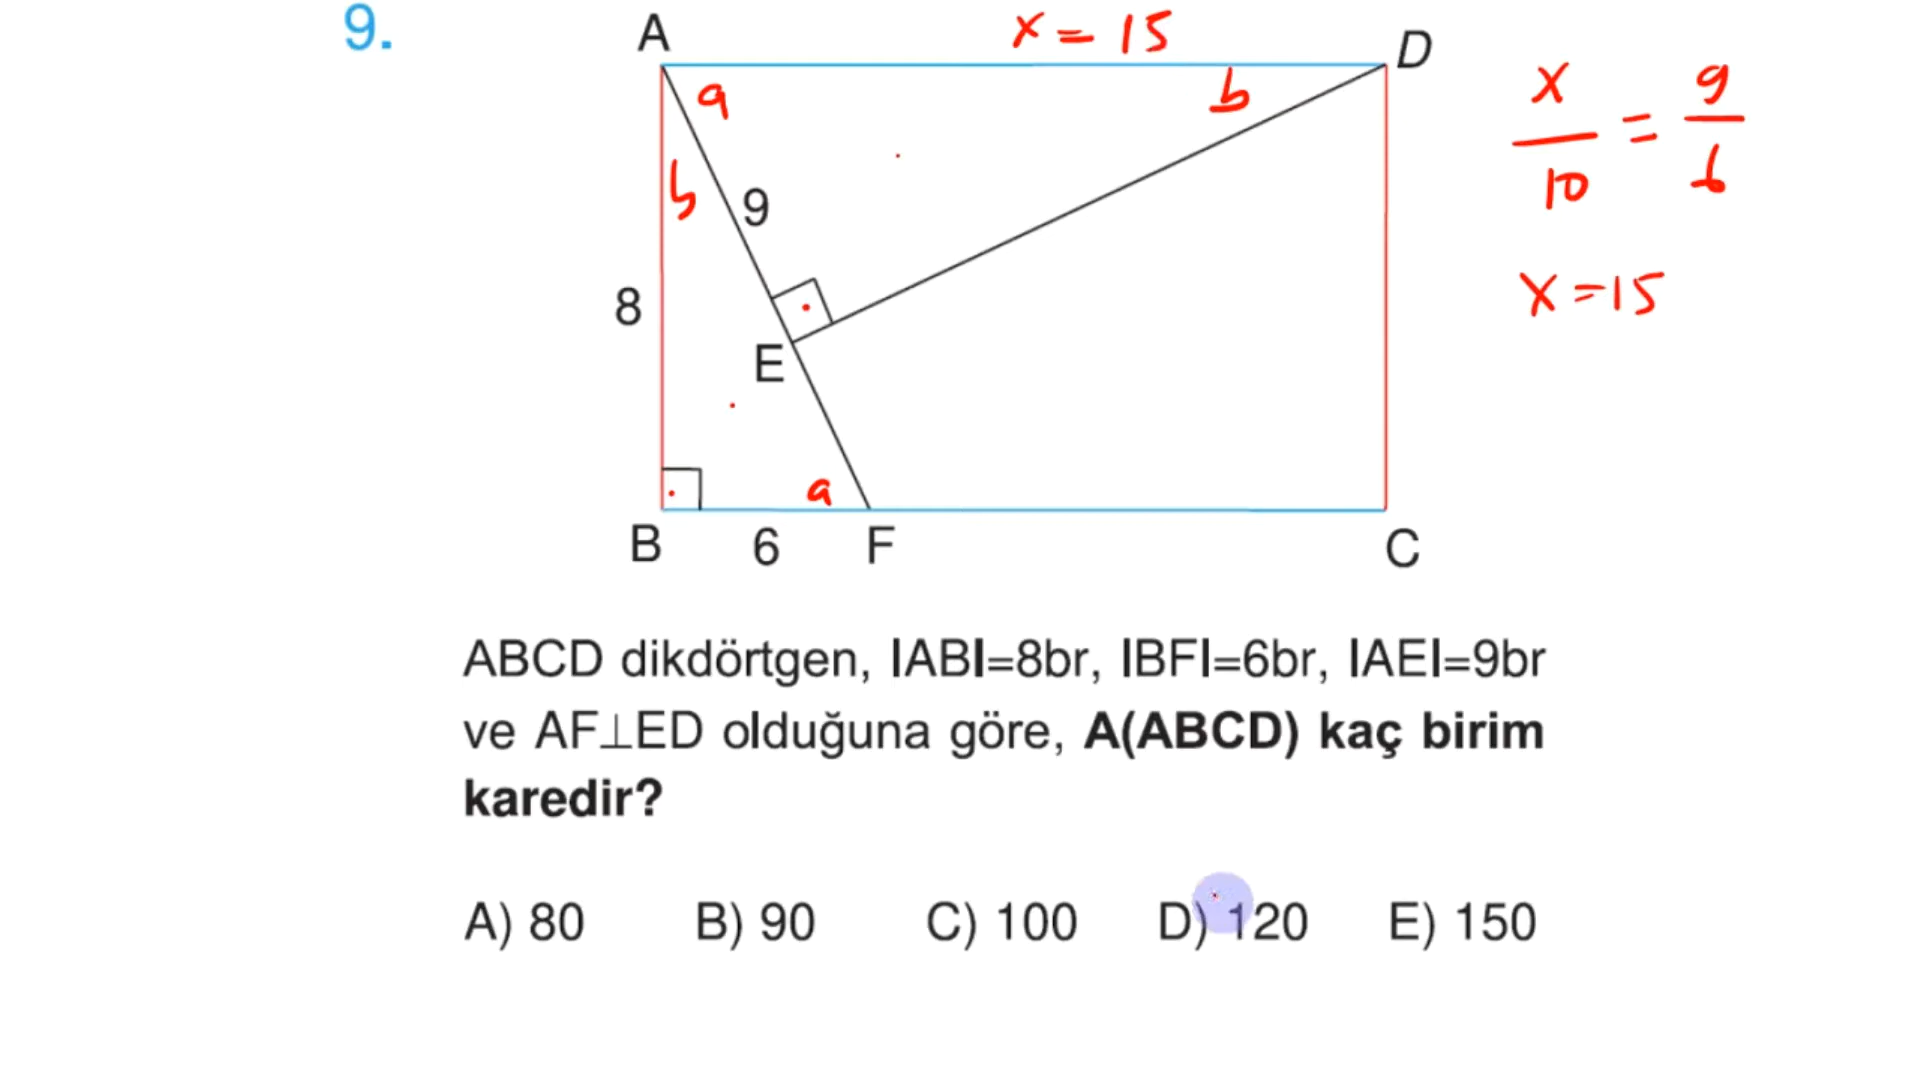 9.
A
x = 15
D
a
b
x/10 = 9/6
b
9
x = 15
8
E
a
B
6
F
C
ABCD dikdörtgen, IABI=8br, IBFI=6br, IAEI=9br
ve AF⊥ED olduğuna göre, A(ABCD) kaç birim
karedir?
A) 80 B) 90 C) 100 D) 120 E) 150